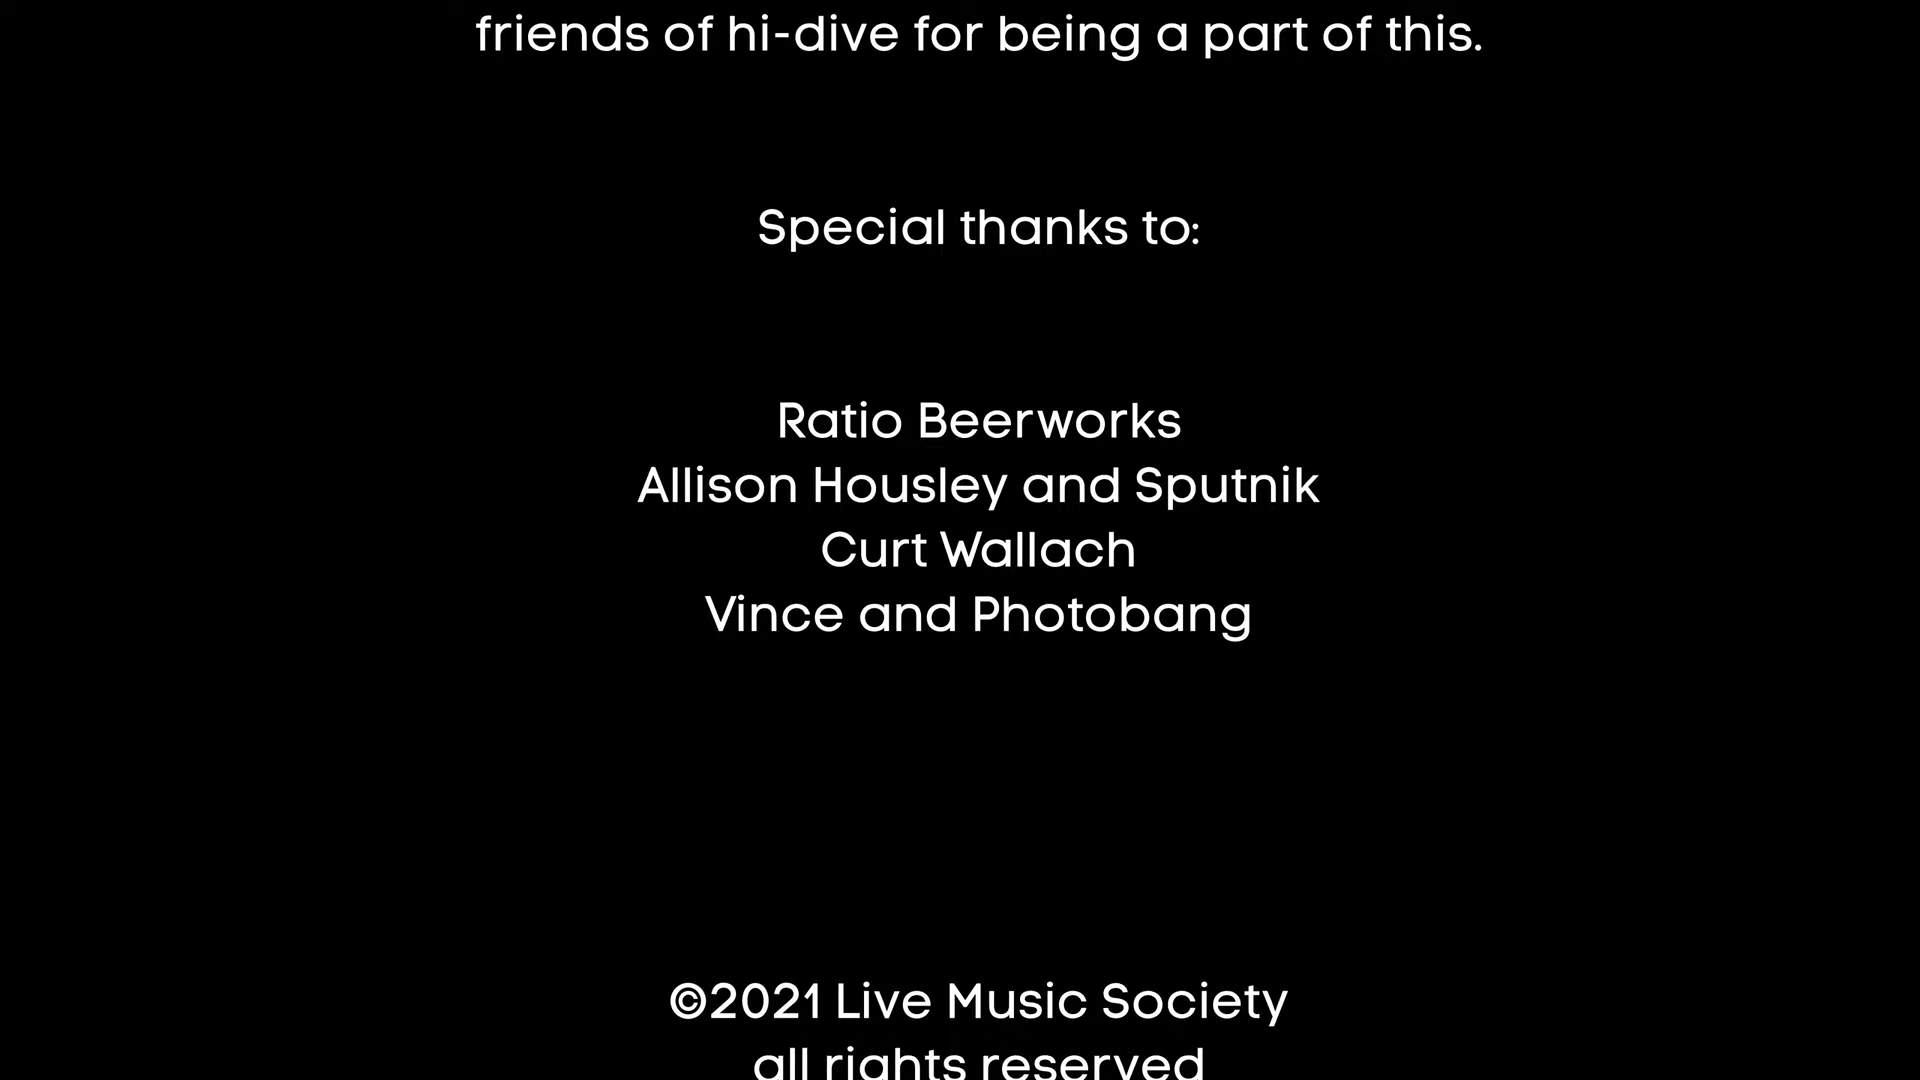 friends of hi-dive for being a part of this.
Special thanks to:
Ratio Beerworks
Allison Housley and Sputnik
Curt Wallach
Vince and Photobang
©2021 Live Music Society
all rights reserved